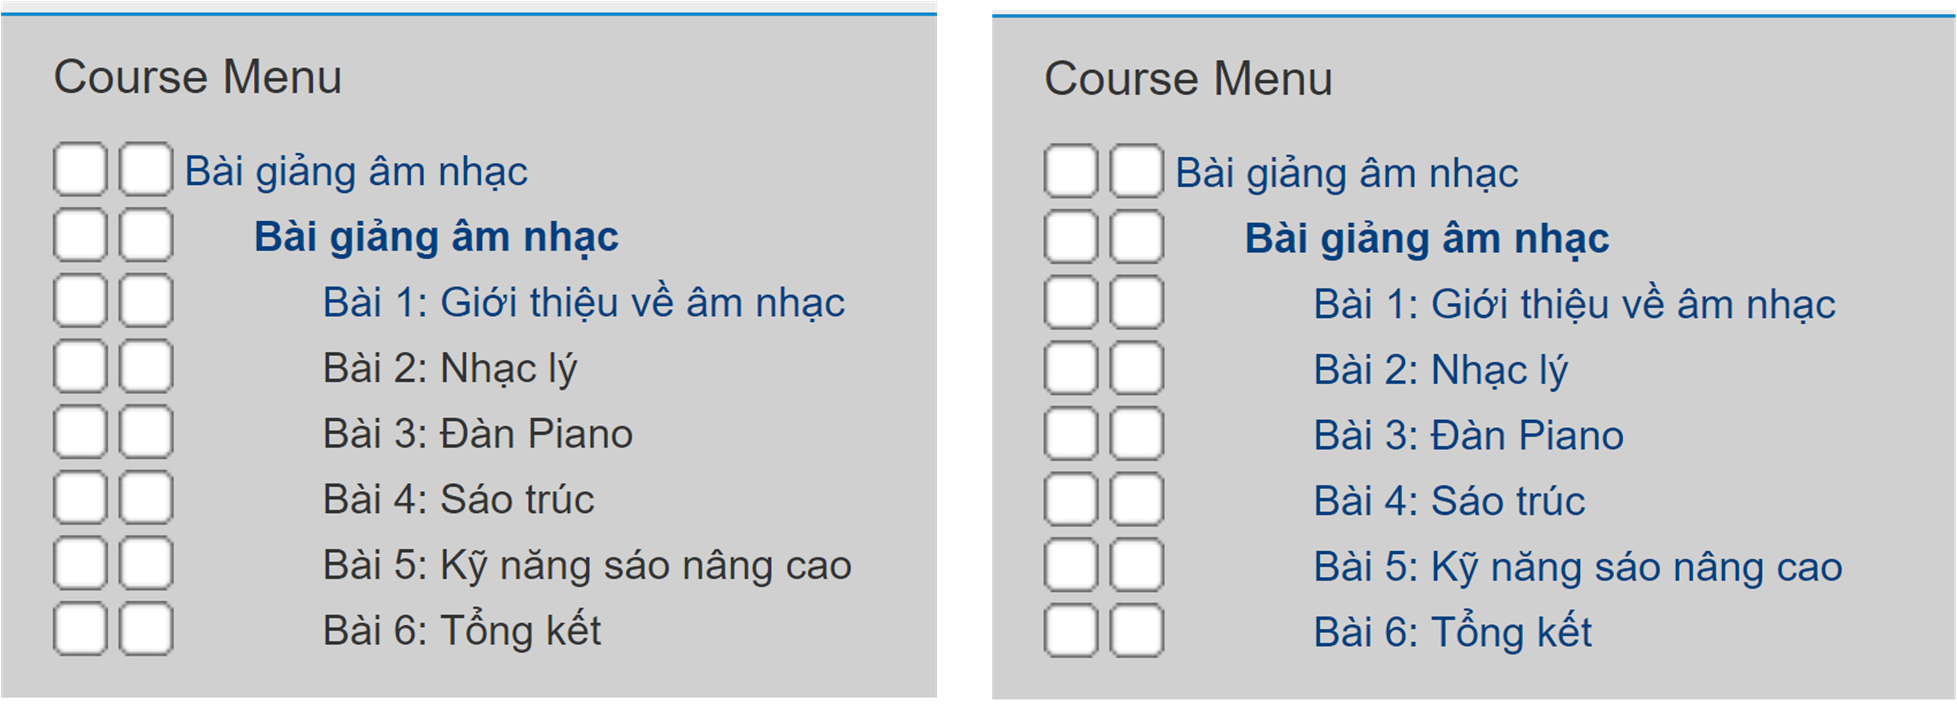 Course Menu
Bài giảng âm nhạc
Bài giảng âm nhạc
Bài 1: Giới thiệu về âm nhạc
Bài 2: Nhạc lý
Bài 3: Đàn Piano
Bài 4: Sáo trúc
Bài 5: Kỹ năng sáo nâng cao
Bài 6: Tổng kết
Course Menu
Bài giảng âm nhạc
Bài giảng âm nhạc
Bài 1: Giới thiệu về âm nhạc
Bài 2: Nhạc lý
Bài 3: Đàn Piano
Bài 4: Sáo trúc
Bài 5: Kỹ năng sáo nâng cao
Bài 6: Tổng kết